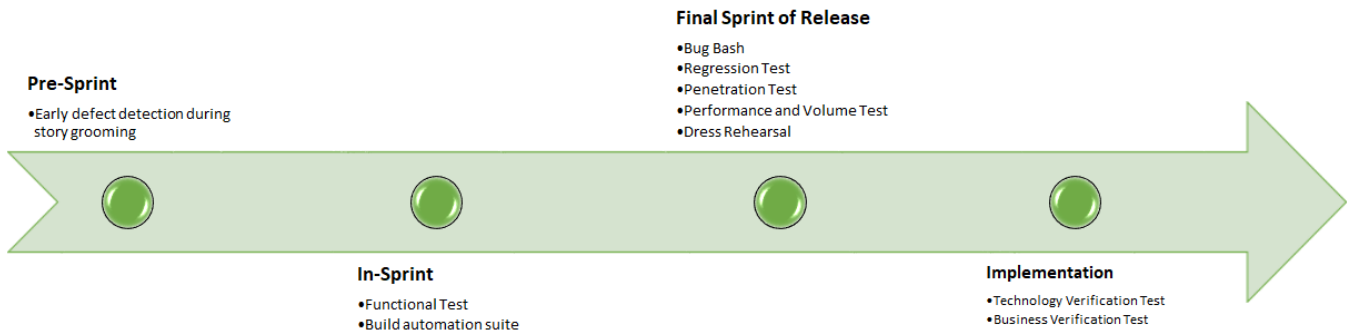 Pre-Sprint
•Early defect detection during
story grooming
In-Sprint
•Functional Test
•Build automation suite
Final Sprint of Release
•Bug Bash
•Regression Test
•Penetration Test
•Performance and Volume Test
•Dress Rehearsal
Implementation
•Technology Verification Test
•Business Verification Test